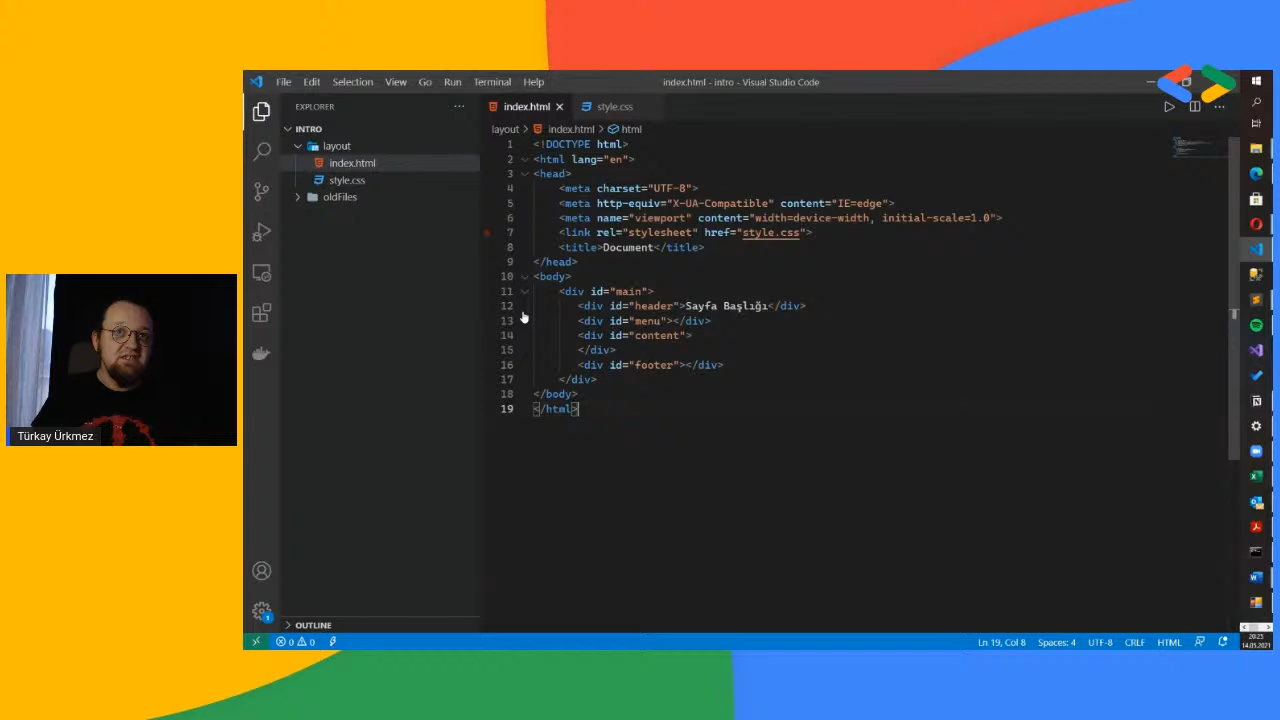 File Edit Selection View Go Run Terminal Help
index.html - intro - Visual Studio Code
EXPLORER
INTRO
layout
index.html
style.css
oldFiles
OUTLINE
index.html
style.css
layout > index.html > html
1 <!DOCTYPE html>
2 <html lang="en">
3 <head>
4 <meta charset="UTF-8">
5 <meta http-equiv="X-UA-Compatible" content="IE=edge">
6 <meta name="viewport" content="width=device-width, initial-scale=1.0">
7 <link rel="stylesheet" href="style.css">
8 <title>Document</title>
9 </head>
10 <body>
11 <div id="main">
12 <div id="header">Sayfa Başlığı</div>
13 <div id="menu"></div>
14 <div id="content">
15 </div>
16 <div id="footer"></div>
17 </div>
18 </body>
19 </html>
Türkay Ürkmez
1
0 0
Ln 19, Col 8 Spaces: 4 UTF-8 CRLF HTML
20:25
14.05.2021